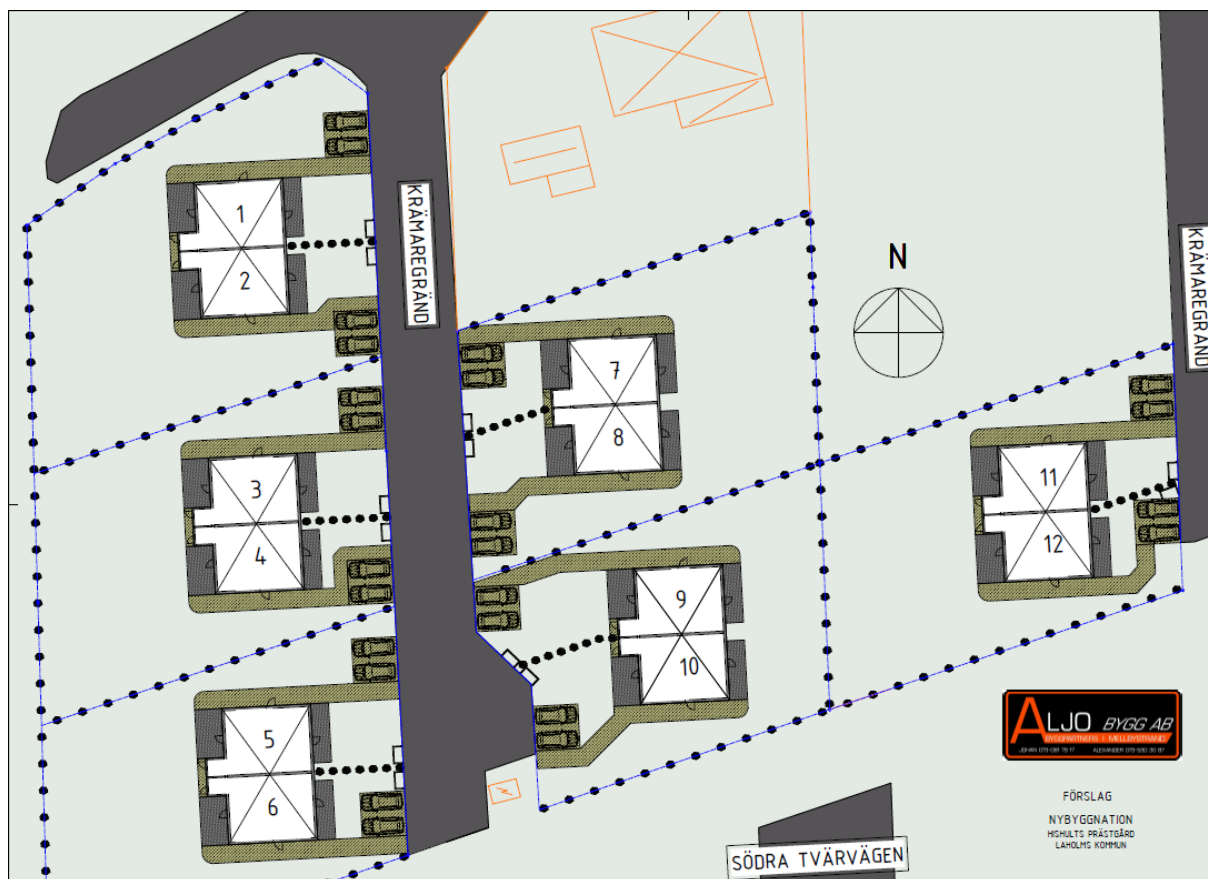 1
2
KRÄMAREGRÄND
N
KRÄMAREGRÄND
7
8
3
4
11
12
9
10
5
6
ALJO BYGG AB
BYGGPARTNERS I MELLBYSTRAND
FÖRSLAG
NYBYGGNATION
HISHULTS PRÄSTGÅRD
LAHOLMS KOMMUN
SÖDRA TVÄRVÄGEN